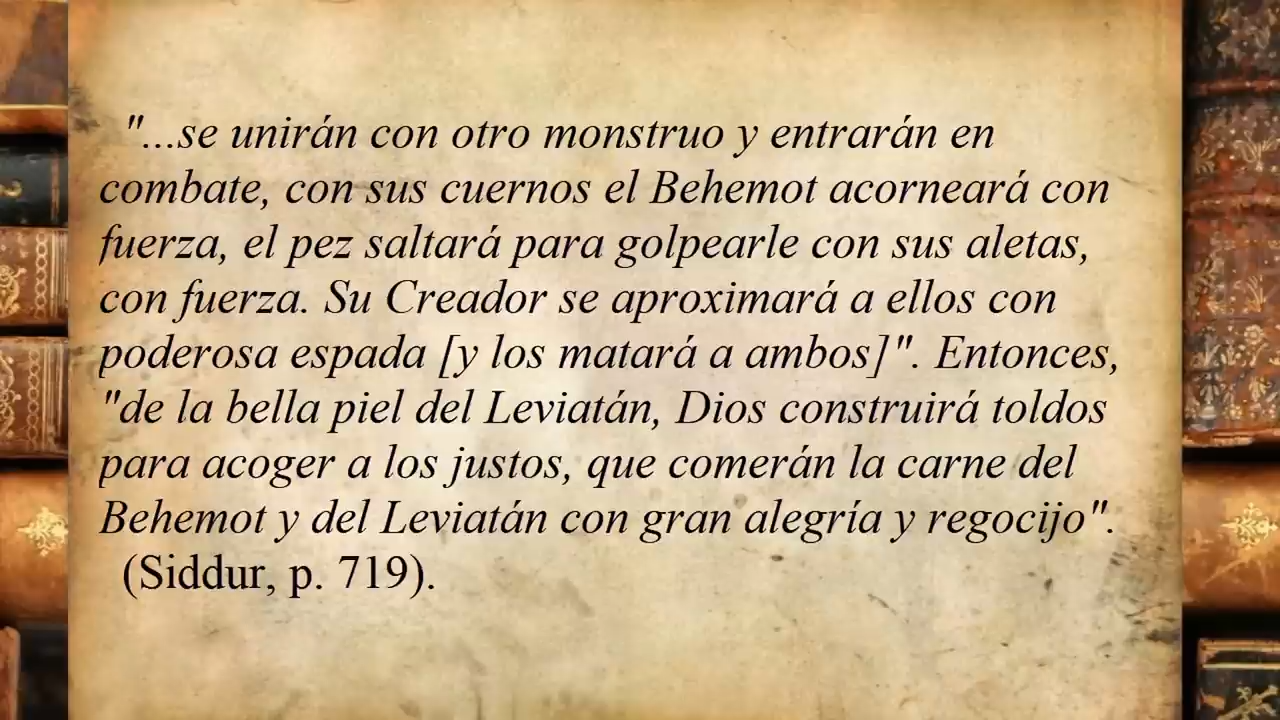 "...se unirán con otro monstruo y entrarán en
combate, con sus cuernos el Behemot acorneará con
fuerza, el pez saltará para golpearle con sus aletas,
con fuerza. Su Creador se aproximará a ellos con
poderosa espada [y los matará a ambos]". Entonces,
"de la bella piel del Leviatán, Dios construirá toldos
para acoger a los justos, que comerán la carne del
Behemot y del Leviatán con gran alegría y regocijo".
(Siddur, p. 719).